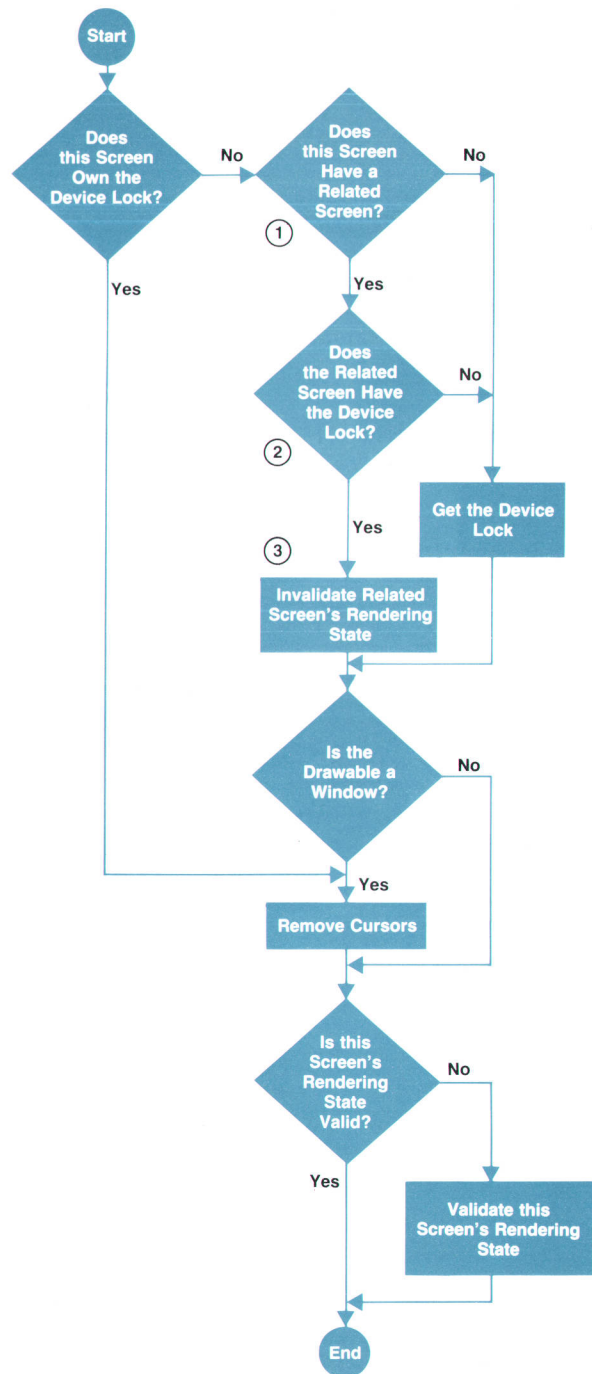 Start
Does
this Screen
Own the
Device Lock?
No
Does
this Screen
Have a
Related
Screen?
No
1
Yes
Yes
Does
the Related
Screen Have
the Device
Lock?
No
2
Get the Device
Lock
Yes
3
Invalidate Related
Screen's Rendering
State
Is the
Drawable a
Window?
No
Yes
Remove Cursors
Is this
Screen's
Rendering
State
Valid?
No
Yes
Validate this
Screen's Rendering
State
End